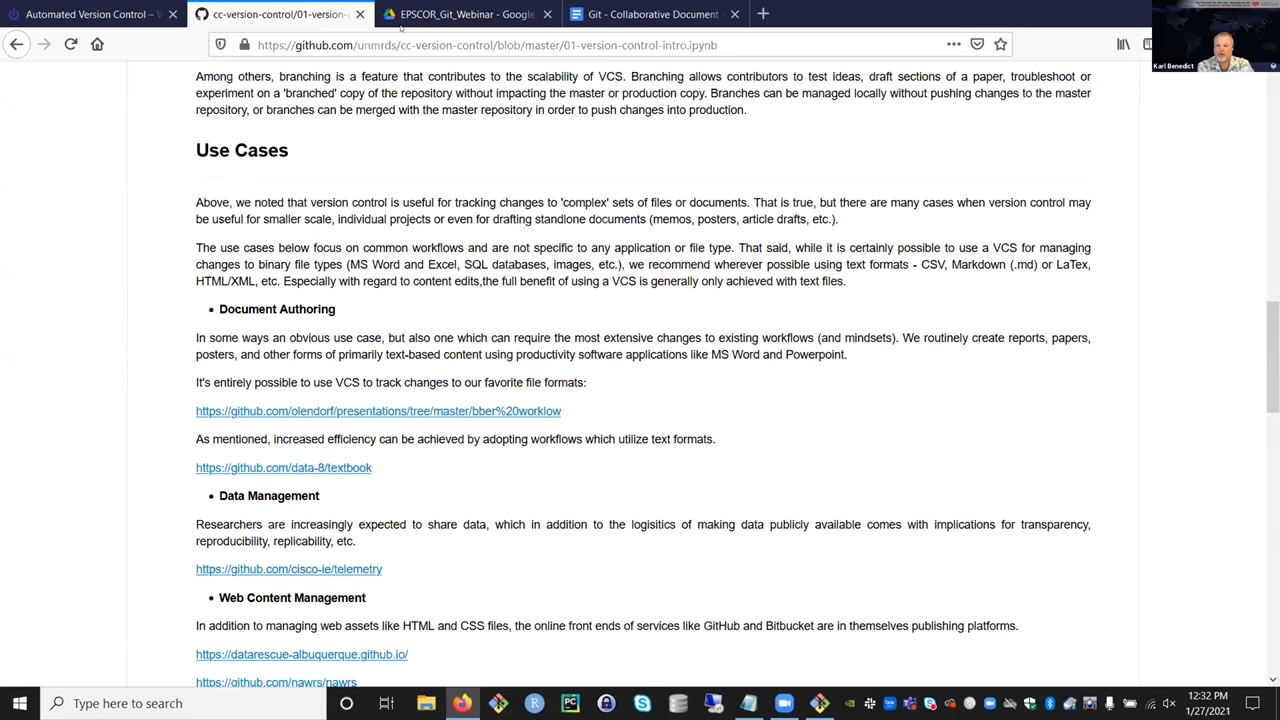 Automated Version Control – V
cc-version-control/01-version-
EPSCoR Git Webinar
Git - Collaborative Document
https://github.com/unmrds/cc-version-control/blob/master/01-version-control-intro.ipynb
Karl Benedict
Among others, branching is a feature that contributes to the scalability of VCS. Branching allows contributors to test ideas, draft sections of a paper, troubleshoot or
experiment on a 'branched' copy of the repository without impacting the master or production copy. Branches can be managed locally without pushing changes to the master
repository, or branches can be merged with the master repository in order to push changes into production.
Use Cases
Above, we noted that version control is useful for tracking changes to 'complex' sets of files or documents. That is true, but there are many cases when version control may
be useful for smaller scale, individual projects or even for drafting standlone documents (memos, posters, article drafts, etc.).
The use cases below focus on common workflows and are not specific to any application or file type. That said, while it is certainly possible to use a VCS for managing
changes to binary file types (MS Word and Excel, SQL databases, images, etc.), we recommend wherever possible using text formats - CSV, Markdown (.md) or LaTex,
HTML/XML, etc. Especially with regard to content edits,the full benefit of using a VCS is generally only achieved with text files.
• Document Authoring
In some ways an obvious use case, but also one which can require the most extensive changes to existing workflows (and mindsets). We routinely create reports, papers,
posters, and other forms of primarily text-based content using productivity software applications like MS Word and Powerpoint.
It's entirely possible to use VCS to track changes to our favorite file formats:
https://github.com/olendorf/presentations/tree/master/bber%20worklow
As mentioned, increased efficiency can be achieved by adopting workflows which utilize text formats.
https://github.com/data-8/textbook
• Data Management
Researchers are increasingly expected to share data, which in addition to the logisitics of making data publicly available comes with implications for transparency,
reproducibility, replicability, etc.
https://github.com/cisco-ie/telemetry
• Web Content Management
In addition to managing web assets like HTML and CSS files, the online front ends of services like GitHub and Bitbucket are in themselves publishing platforms.
https://datarescue-albuquerque.github.io/
https://github.com/nawrs/nawrs
Type here to search
12:32 PM
1/27/2021